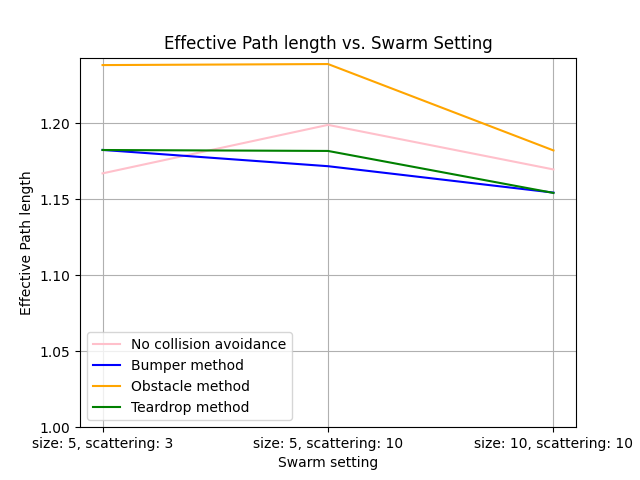 Effective Path length vs. Swarm Setting
Effective Path length
1.20
1.15
1.10
1.05
1.00
No collision avoidance
Bumper method
Obstacle method
Teardrop method
size: 5, scattering: 3
size: 5, scattering: 10
size: 10, scattering: 10
Swarm setting